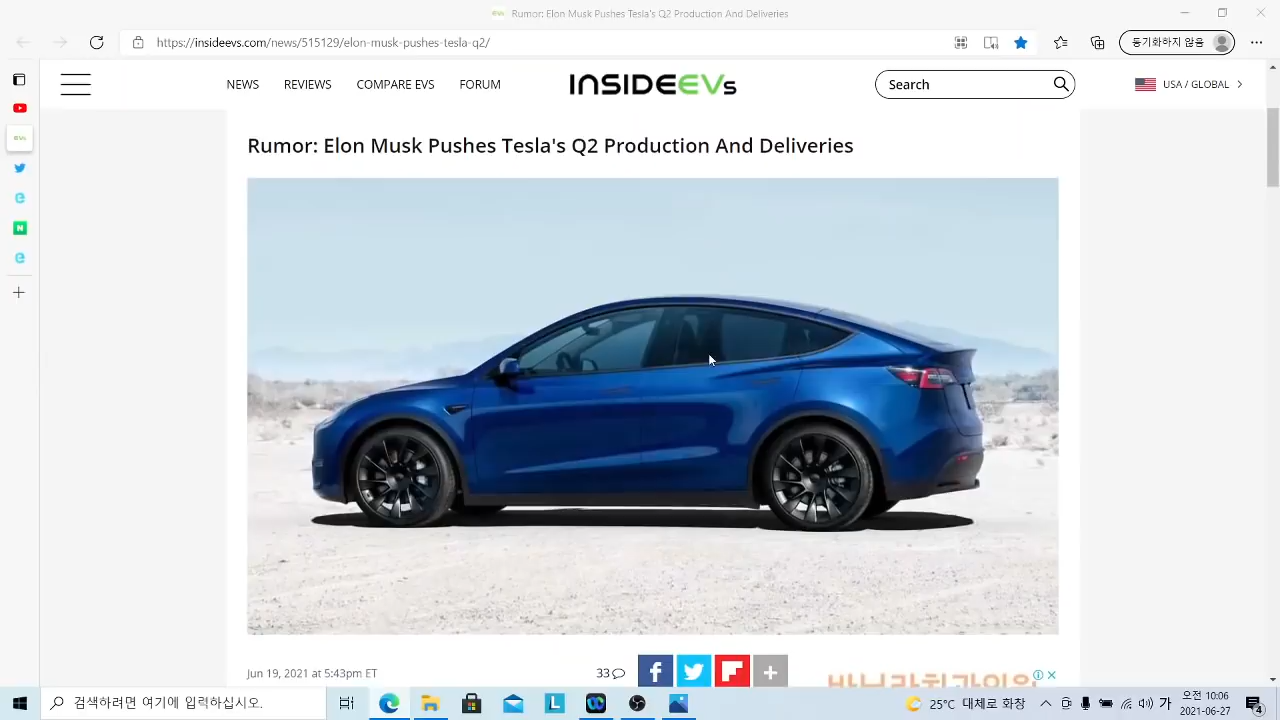 Rumor: Elon Musk Pushes Tesla's Q2 Production And Deliveries
https://insideevs.com/news/515129/elon-musk-pushes-tesla-q2/
동기화하지 않음
NEWS REVIEWS COMPARE EVS FORUM
INSIDEEVs
Search
USA / GLOBAL
Rumor: Elon Musk Pushes Tesla's Q2 Production And Deliveries
Jun 19, 2021 at 5:43pm ET
33
검색하려면 여기에 입력하십시오.
25°C 대체로 화창
가
오전 10:06
2021-06-27
4